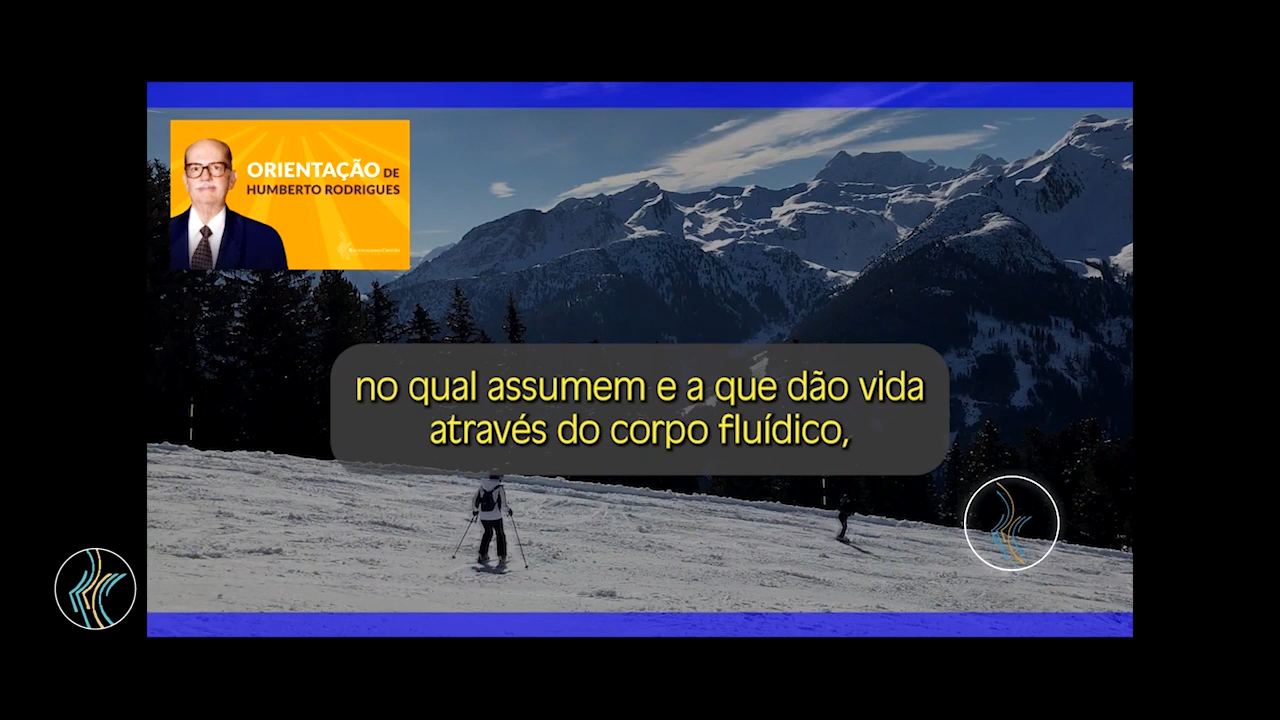 ORIENTAÇÃO DE
HUMBERTO RODRIGUES
no qual assumem e a que dão vida
através do corpo fluídico,